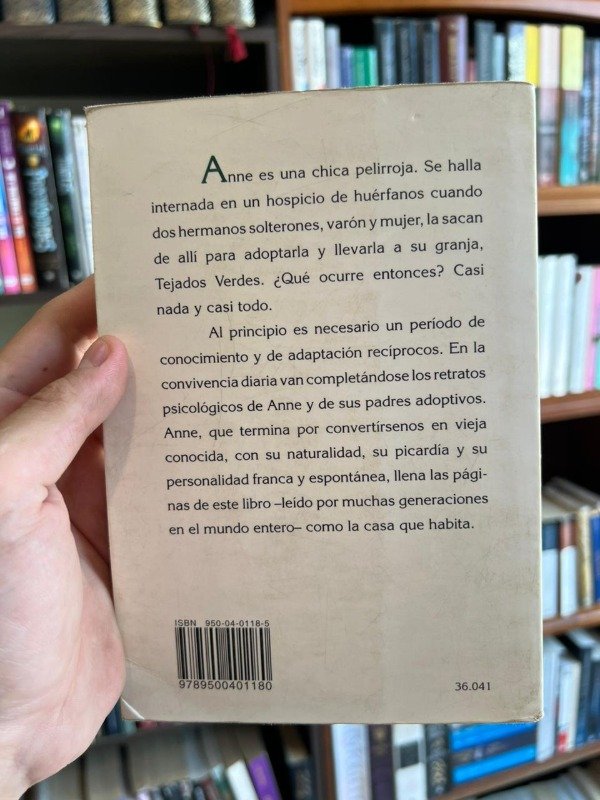 Anne es una chica pelirroja. Se halla
internada en un hospicio de huérfanos cuando
dos hermanos solterones, varón y mujer, la sacan
de allí para adoptarla y llevarla a su granja,
Tejados Verdes. ¿Qué ocurre entonces? Casi
nada y casi todo.
Al principio es necesario un período de
conocimiento y de adaptación recíprocos. En la
convivencia diaria van completándose los retratos
psicológicos de Anne y de sus padres adoptivos.
Anne, que termina por convertírsenos en vieja
conocida, con su naturalidad, su picardía y su
personalidad franca y espontánea, llena las pági-
nas de este libro –leído por muchas generaciones
en el mundo entero– como la casa que habita.
ISBN 950-04-0118-5
9789500401180
36.041